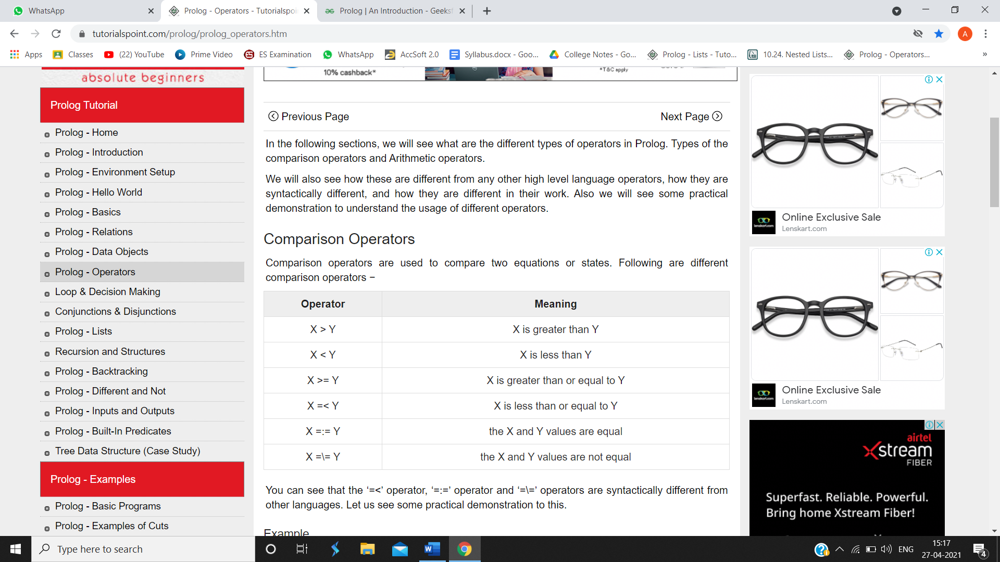 WhatsApp
Prolog - Operators - Tutorialspoi
Prolog | An Introduction - Geeksf
tutorialspoint.com/prolog/prolog_operators.htm
A
Apps
Classes
(22) YouTube
Prime Video
ES Examination
WhatsApp
AccSoft 2.0
Syllabus.docx - Goo...
College Notes - Go...
Prolog - Lists - Tuto...
10.24. Nested Lists...
Prolog - Operators...
»
absolute beginners
Prolog Tutorial
Prolog - Home
Prolog - Introduction
Prolog - Environment Setup
Prolog - Hello World
Prolog - Basics
Prolog - Relations
Prolog - Data Objects
Prolog - Operators
Loop & Decision Making
Conjunctions & Disjunctions
Prolog - Lists
Recursion and Structures
Prolog - Backtracking
Prolog - Different and Not
Prolog - Inputs and Outputs
Prolog - Built-In Predicates
Tree Data Structure (Case Study)
Prolog - Examples
Prolog - Basic Programs
Prolog - Examples of Cuts
10% cashback*
*T&C apply
Previous Page
Next Page
In the following sections, we will see what are the different types of operators in Prolog. Types of the
comparison operators and Arithmetic operators.
We will also see how these are different from any other high level language operators, how they are
syntactically different, and how they are different in their work. Also we will see some practical
demonstration to understand the usage of different operators.
Comparison Operators
Comparison operators are used to compare two equations or states. Following are different
comparison operators −
Operator Meaning
X > Y X is greater than Y
X < Y X is less than Y
X >= Y X is greater than or equal to Y
X =< Y X is less than or equal to Y
X =:= Y the X and Y values are equal
X =\= Y the X and Y values are not equal
You can see that the ‘=<’ operator, ‘=:=’ operator and ‘=\=’ operators are syntactically different from
other languages. Let us see some practical demonstration to this.
Example
lenskart.com
Online Exclusive Sale
Lenskart.com
lenskart.com
Online Exclusive Sale
Lenskart.com
airtel
Xstream
FIBER
Superfast. Reliable. Powerful.
Bring home Xstream Fiber!
Type here to search
ENG
15:17
27-04-2021
4